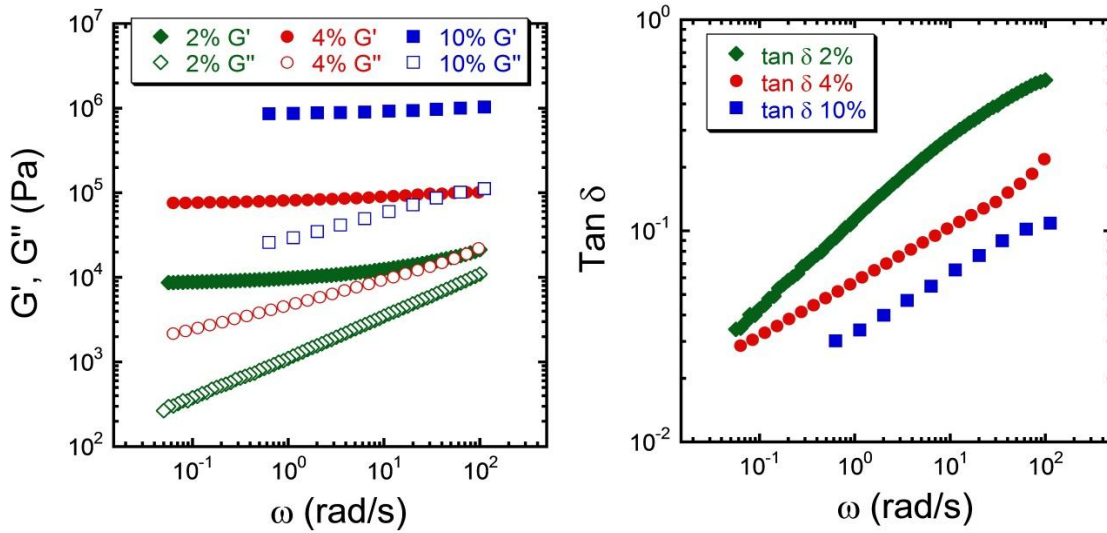 10⁷
10⁶
10⁵
10⁴
10³
10²
G', G" (Pa)
2% G' 4% G' 10% G'
2% G" 4% G" 10% G"
10⁻¹ 10⁰ 10¹ 10²
ω (rad/s)
10⁰
10⁻¹
10⁻²
Tan δ
tan δ 2%
tan δ 4%
tan δ 10%
10⁻¹ 10⁰ 10¹ 10²
ω (rad/s)